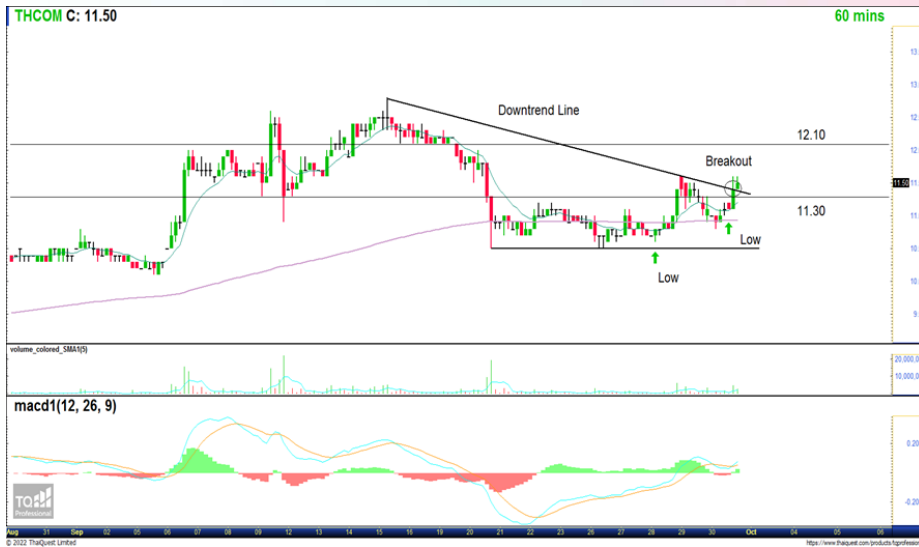 THCOM C: 11.50
60 mins
Downtrend Line
12.10
Breakout
11.50
11.30
Low
Low
volume_colored_SMA1(5)
20,000,0
10,000,0
macd1(12, 26, 9)
0.20
-0.20
TQ
Professional
Aug 31 Sep 02 05 06 07 08 09 12 13 14 15 16 19 20 21 22 23 26 27 28 29 30 Oct 04 05 06
© 2022 ThaiQuest Limited